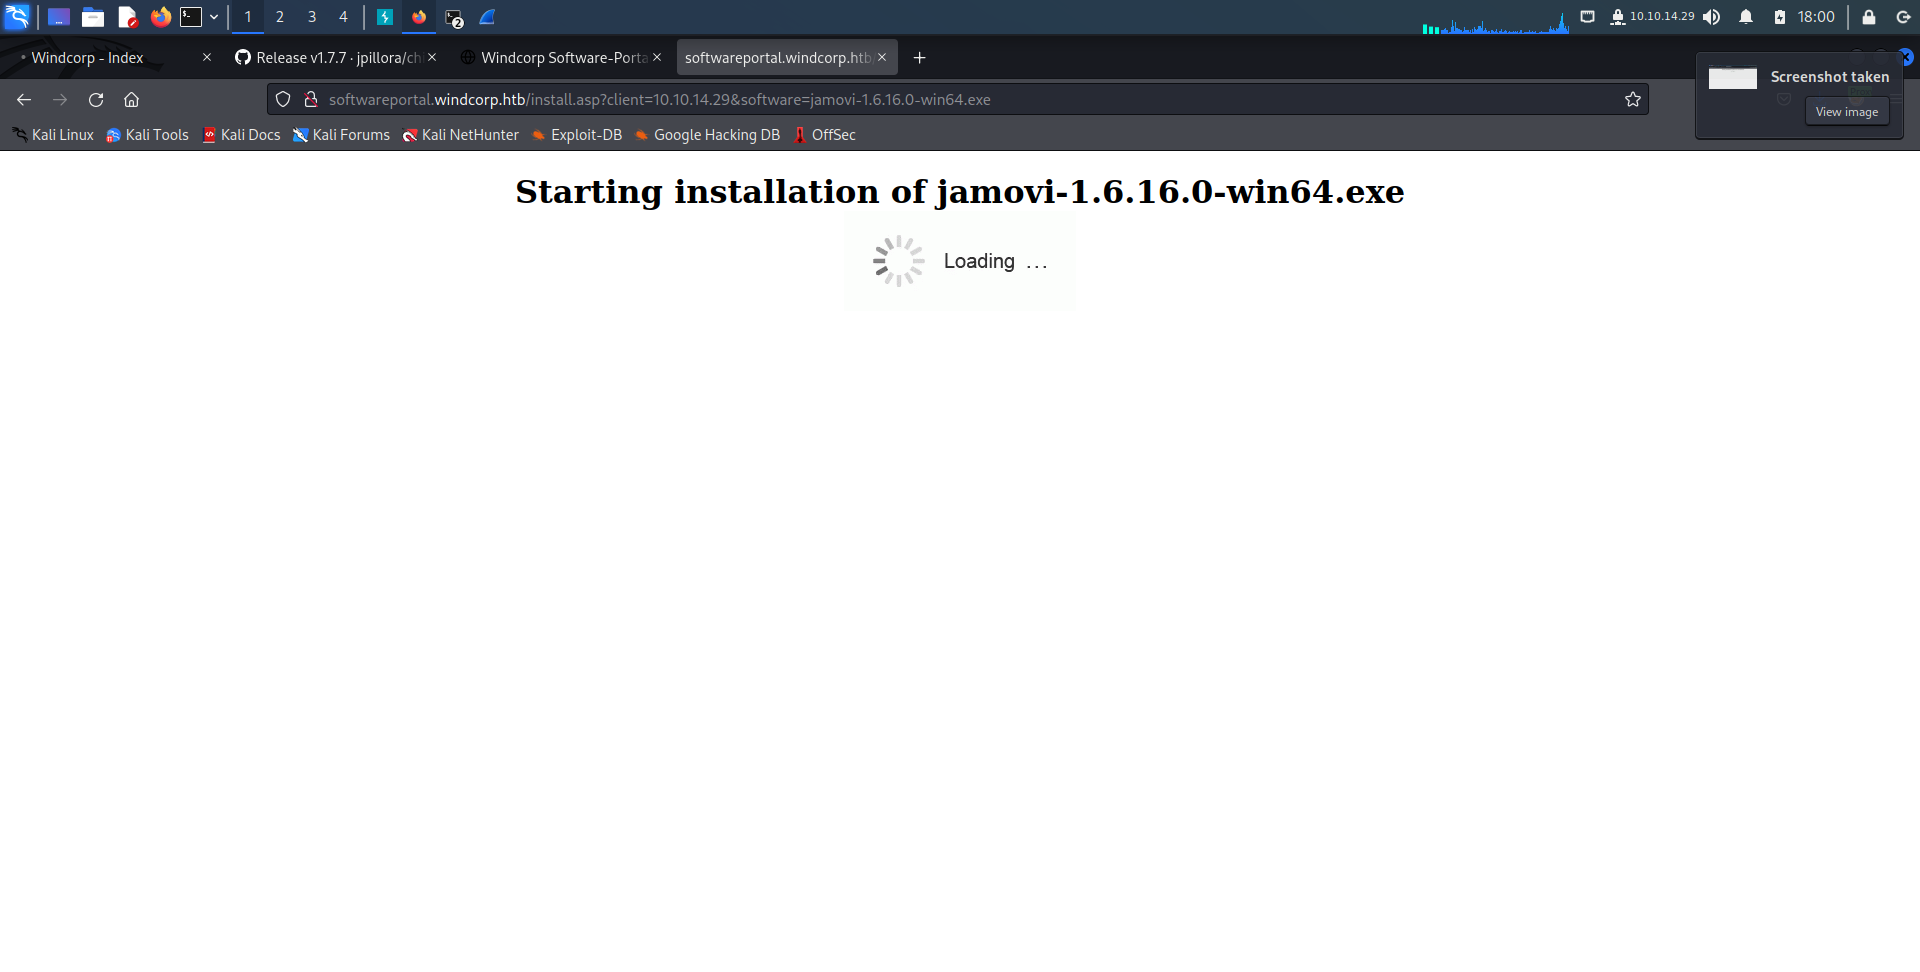 1 2 3 4 2 10.10.14.29 18:00
Windcorp - Index Release v1.7.7 · jpillora/ch Windcorp Software-Porta softwareportal.windcorp.htb/
softwareportal.windcorp.htb/install.asp?client=10.10.14.29&software=jamovi-1.6.16.0-win64.exe
Kali Linux Kali Tools Kali Docs Kali Forums Kali NetHunter Exploit-DB Google Hacking DB OffSec
Screenshot taken
View image
Starting installation of jamovi-1.6.16.0-win64.exe
Loading ...